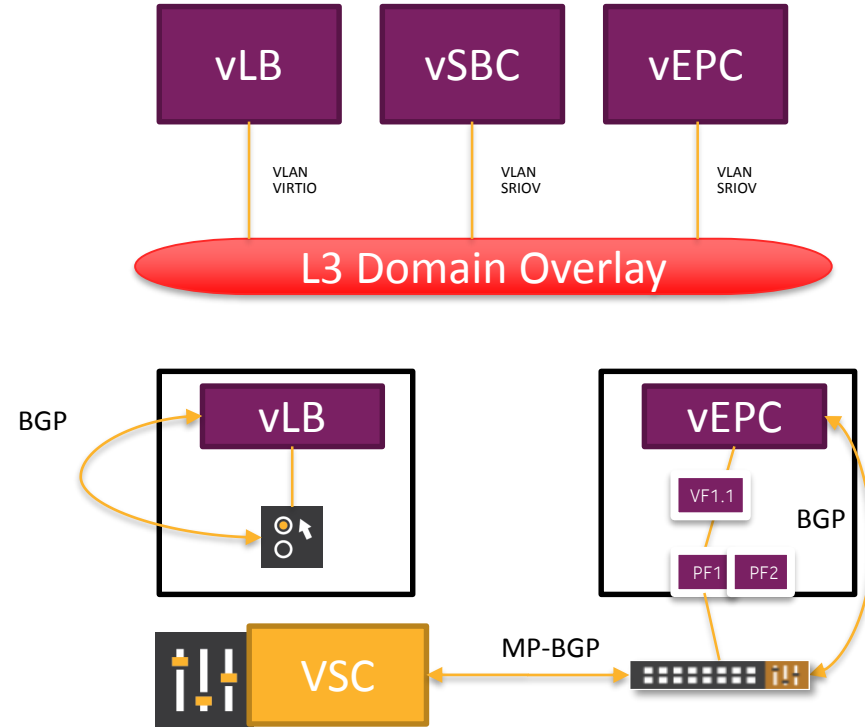 vLB
vSBC
vEPC
VLAN
VIRTIO
VLAN
SRIOV
VLAN
SRIOV
L3 Domain Overlay
BGP
vLB
vEPC
VF1.1
BGP
PF1
PF2
MP-BGP
VSC